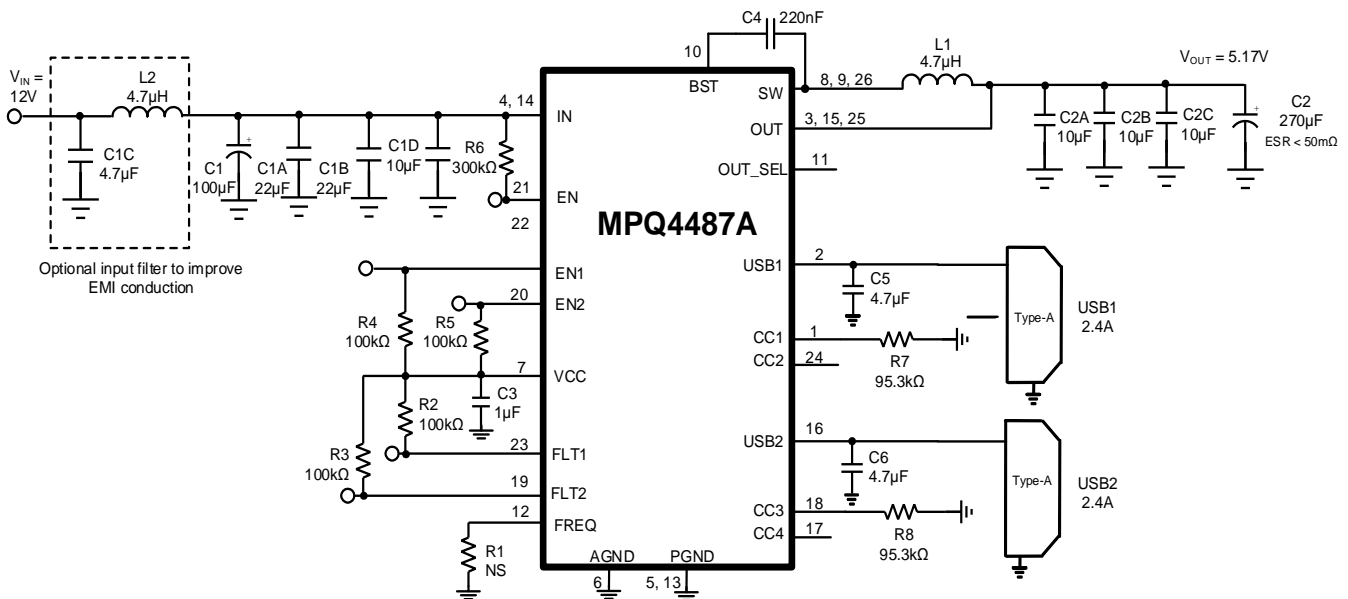 V_IN =
12V
L2
4.7µH
C1C
4.7µF
Optional input filter to improve
EMI conduction
C1
100µF
C1A
22µF
C1B
22µF
C1D
10µF
R6
300kΩ
4, 14
IN
21
EN
22
EN1
20
EN2
R4
100kΩ
R5
100kΩ
7
VCC
C3
1µF
R2
100kΩ
R3
100kΩ
23
FLT1
19
FLT2
12
FREQ
R1
NS
AGND
6
PGND
5, 13
MPQ4487A
C4
220nF
10
BST
SW
8, 9, 26
L1
4.7µH
V_OUT = 5.17V
OUT
3, 15, 25
OUT_SEL
11
C2A
10µF
C2B
10µF
C2C
10µF
C2
270µF
ESR < 50mΩ
USB1
2
C5
4.7µF
CC1
1
R7
95.3kΩ
CC2
24
Type-A
USB1
2.4A
USB2
16
C6
4.7µF
CC3
18
R8
95.3kΩ
CC4
17
Type-A
USB2
2.4A